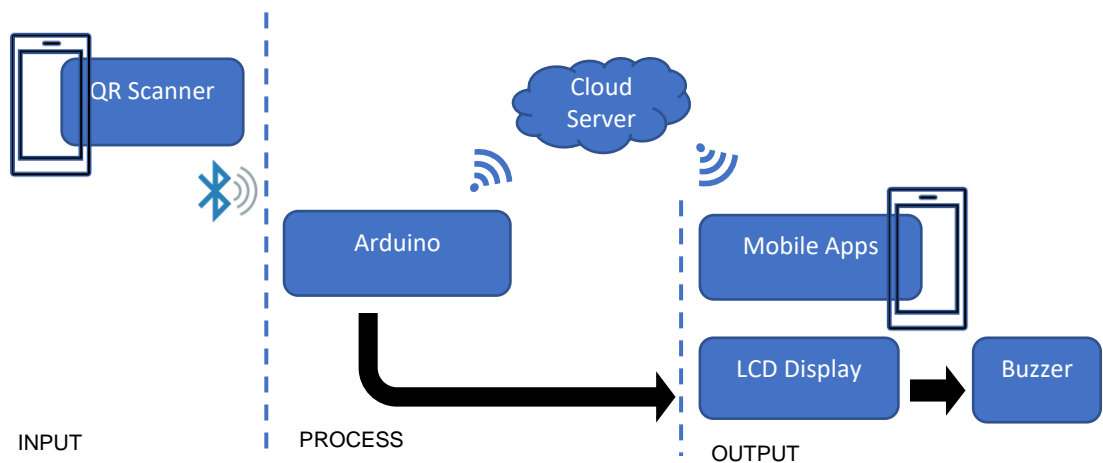 QR Scanner
Cloud
Server
Arduino
Mobile Apps
LCD Display
Buzzer
INPUT
PROCESS
OUTPUT